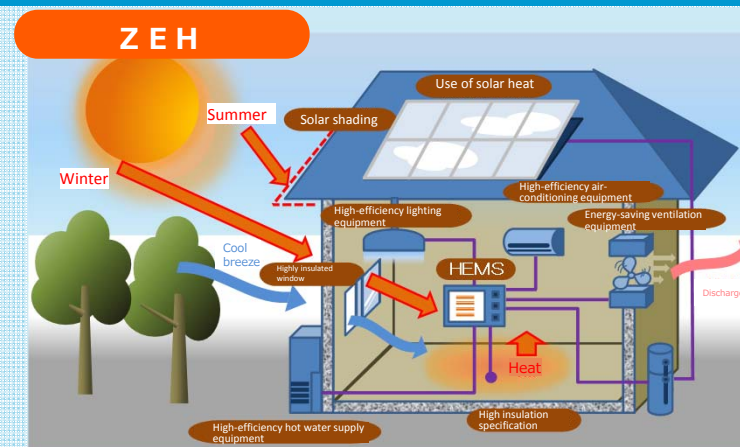 ZEH
Use of solar heat
Summer
Solar shading
Winter
High-efficiency air-
conditioning equipment
High-efficiency lighting
equipment
Energy-saving ventilation
equipment
Cool
breeze
Highly insulated
window
HEMS
Discharge
Heat
High insulation
specification
High-efficiency hot water supply
equipment